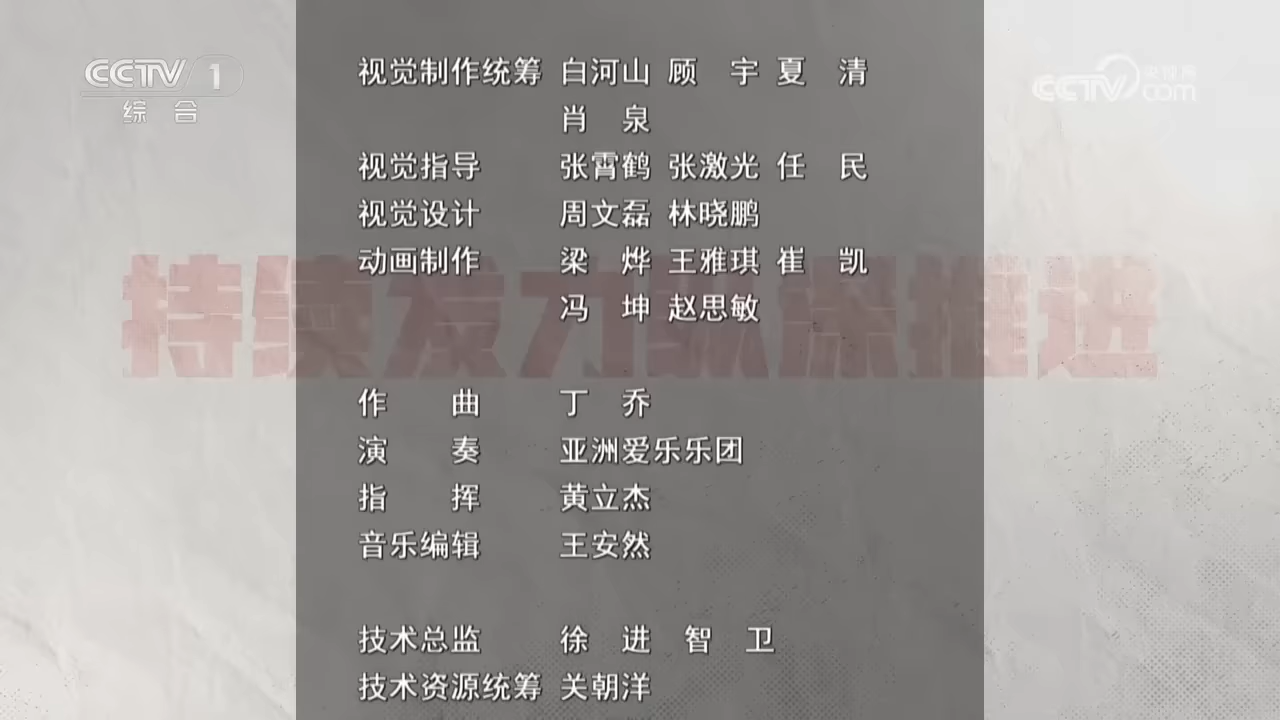 CCTV 1
综合
央视网
CCTV.com
视觉制作统筹 白河山 顾 宇 夏 清
肖 泉
视觉指导 张霄鹤 张激光 任 民
视觉设计 周文磊 林晓鹏
动画制作 梁 烨 王雅琪 崔 凯
冯 坤 赵思敏
持续发力纵深推进
作 曲 丁 乔
演 奏 亚洲爱乐乐团
指 挥 黄立杰
音乐编辑 王安然
技术总监 徐 进 智 卫
技术资源统筹 关朝洋